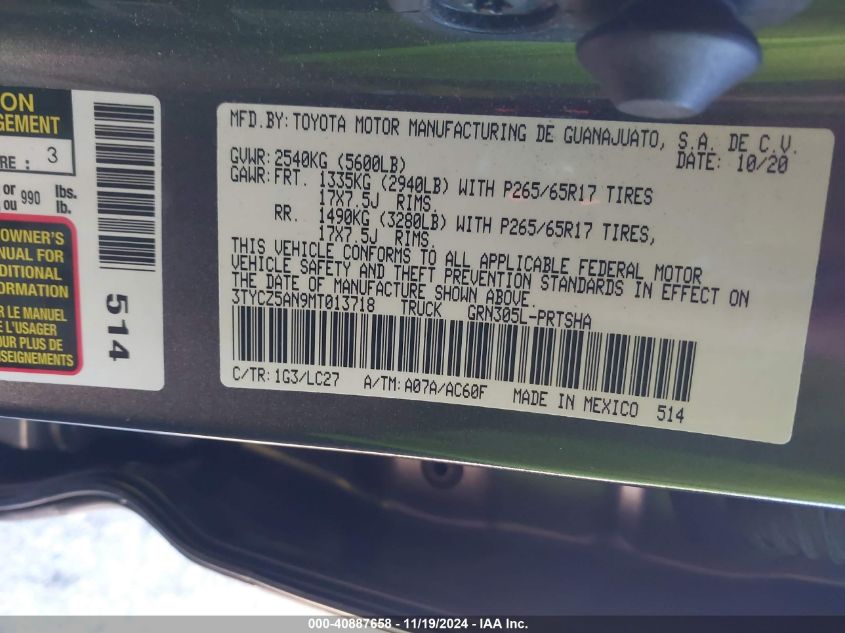 ION
GEMENT
RE : 3
or
ou 990 lbs.
lb.
OWNER'S
NUAL FOR
DITIONAL
FORMATION
R LE MANUEL
E L'USAGER
OUR PLUS DE
SEIGNEMENTS
514
MFD.BY: TOYOTA MOTOR MANUFACTURING DE GUANAJUATO, S.A. DE C.V.
DATE: 10/20
GVWR: 2540KG (5600LB)
GAWR: FRT. 1335KG (2940LB) WITH P265/65R17 TIRES
17X7.5J RIMS.
RR. 1490KG (3280LB) WITH P265/65R17 TIRES,
17X7.5J RIMS.
THIS VEHICLE CONFORMS TO ALL APPLICABLE FEDERAL MOTOR
VEHICLE SAFETY AND THEFT PREVENTION STANDARDS IN EFFECT ON
THE DATE OF MANUFACTURE SHOWN ABOVE.
3TYCZ5AN9MT013718 TRUCK GRN305L-PRTSHA
C/TR: 1G3/LC27 A/TM: A07A/AC60F MADE IN MEXICO 514
000-40887658 - 11/19/2024 - IAA Inc.